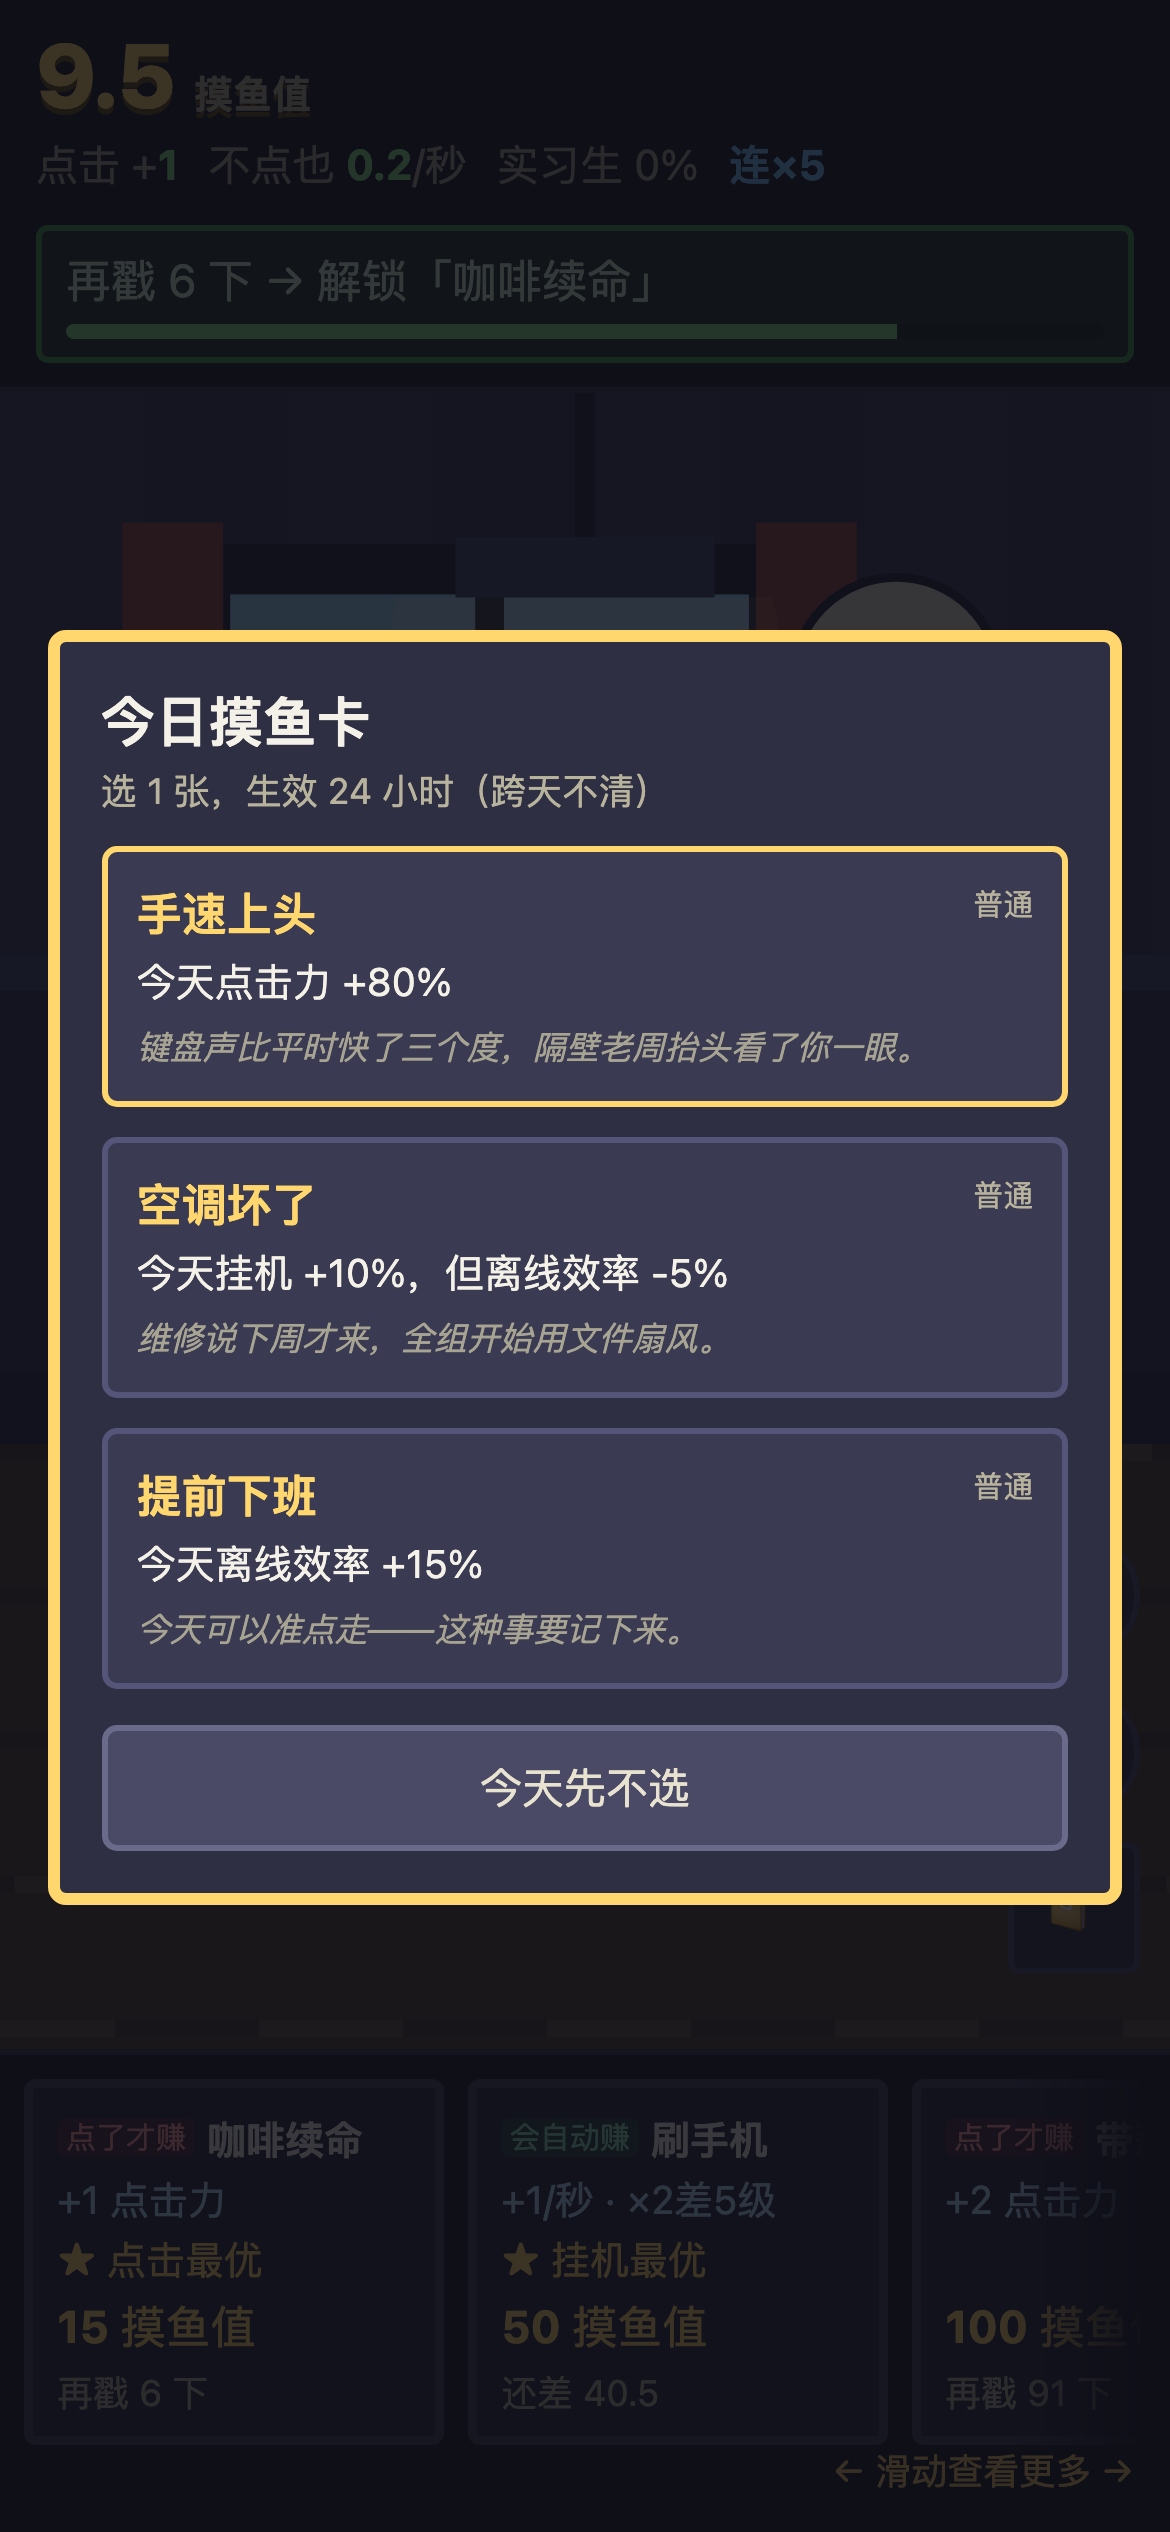 9.5 摸鱼值
点击 +1 不点也 0.2/秒 实习生 0% 连×5
再戳 6 下 → 解锁「咖啡续命」
今日摸鱼卡
选 1 张，生效 24 小时（跨天不清）
手速上头 普通
今天点击力 +80%
键盘声比平时快了三个度，隔壁老周抬头看了你一眼。
空调坏了 普通
今天挂机 +10%，但离线效率 -5%
维修说下周才来，全组开始用文件扇风。
提前下班 普通
今天离线效率 +15%
今天可以准点走——这种事要记下来。
今天先不选
点了才赚 咖啡续命
+1 点击力
★ 点击最优
15 摸鱼值
再戳 6 下
会自动赚 刷手机
+1/秒 · ×2差5级
★ 挂机最优
50 摸鱼值
还差 40.5
点了才赚 带
+2 点击力
100 摸鱼
再戳 91 下
← 滑动查看更多 →